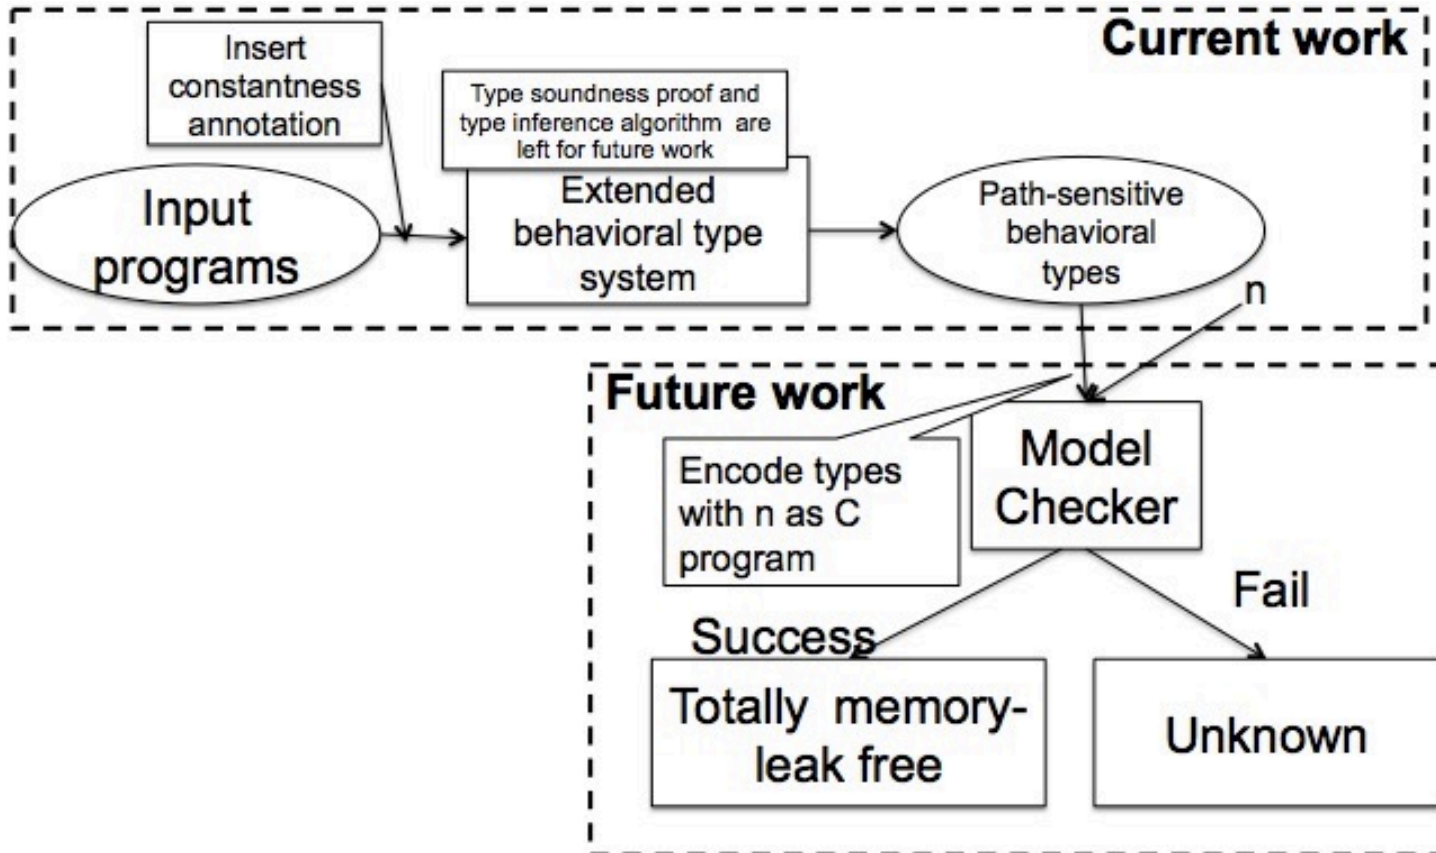 Current work
Insert
constantness
annotation
Type soundness proof and
type inference algorithm are
left for future work
Input
programs
Extended
behavioral type
system
Path-sensitive
behavioral
types
n
Future work
Encode types
with n as C
program
Model
Checker
Success
Fail
Totally memory-
leak free
Unknown